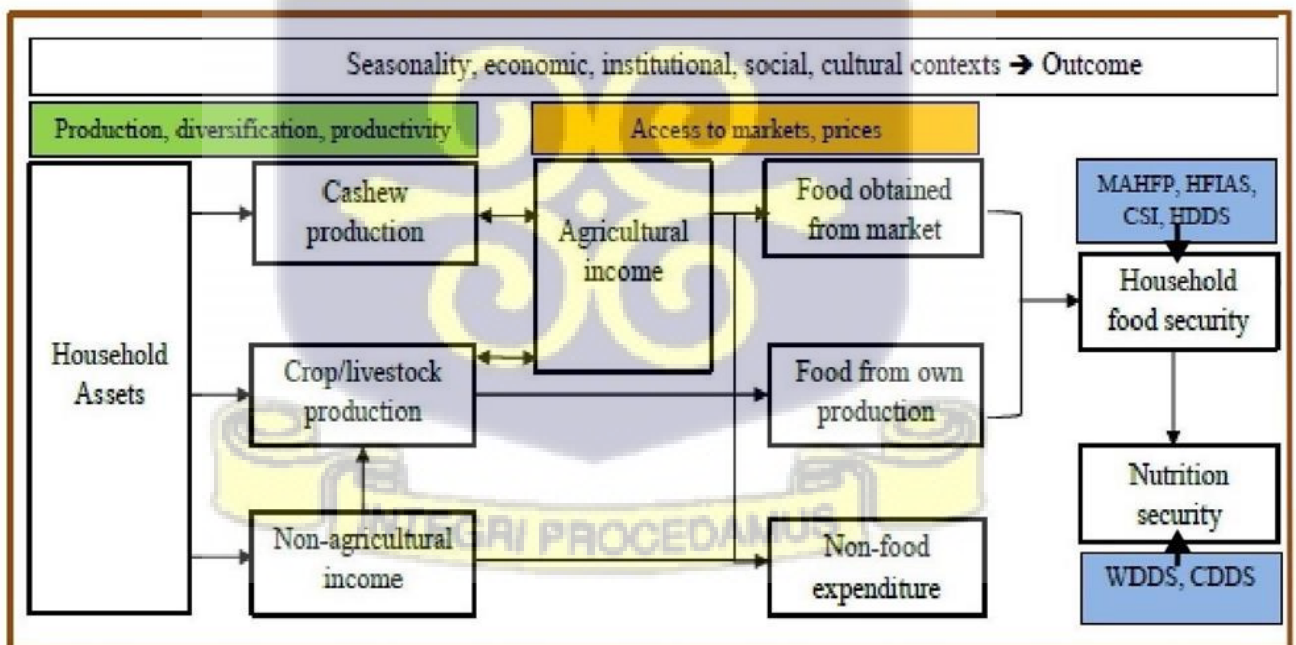 Seasonality, economic, institutional, social, cultural contexts ➔ Outcome
Production, diversification, productivity
Access to markets, prices
Household
Assets
Cashew
production
Crop/livestock
production
Non-agricultural
income
Agricultural
income
Food obtained
from market
Food from own
production
Non-food
expenditure
MAHFP, HFIAS,
CSI, HDDS
Household
food security
Nutrition
security
WDDS, CDDS
INTEGRI PROCEDAMUS